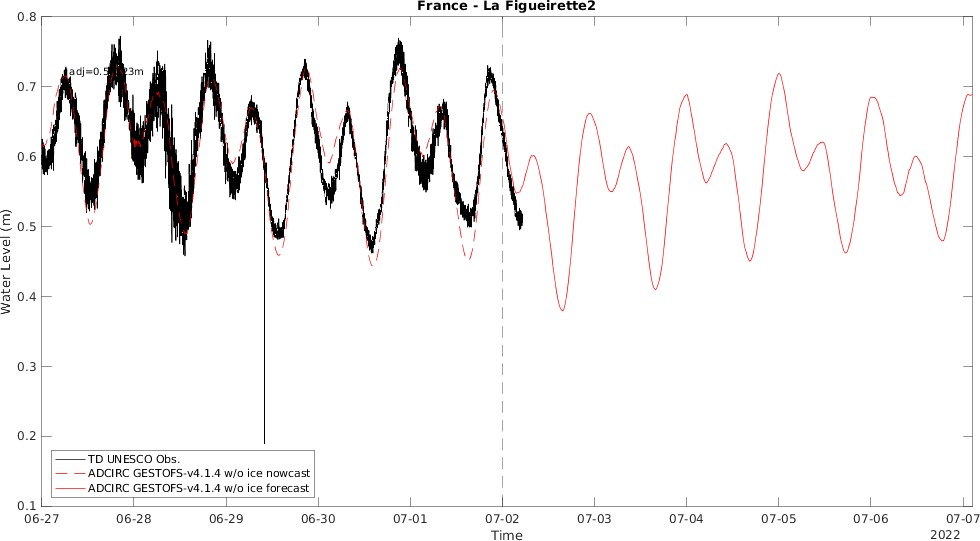 France - La Figueirette2
0.8
0.7
0.6
0.5
0.4
0.3
0.2
0.1
Water Level (m)
TD UNESCO Obs.
ADCIRC GESTOFS-v4.1.4 w/o ice nowcast
ADCIRC GESTOFS-v4.1.4 w/o ice forecast
06-27 06-28 06-29 06-30 07-01 07-02 07-03 07-04 07-05 07-06 07-07
Time
2022